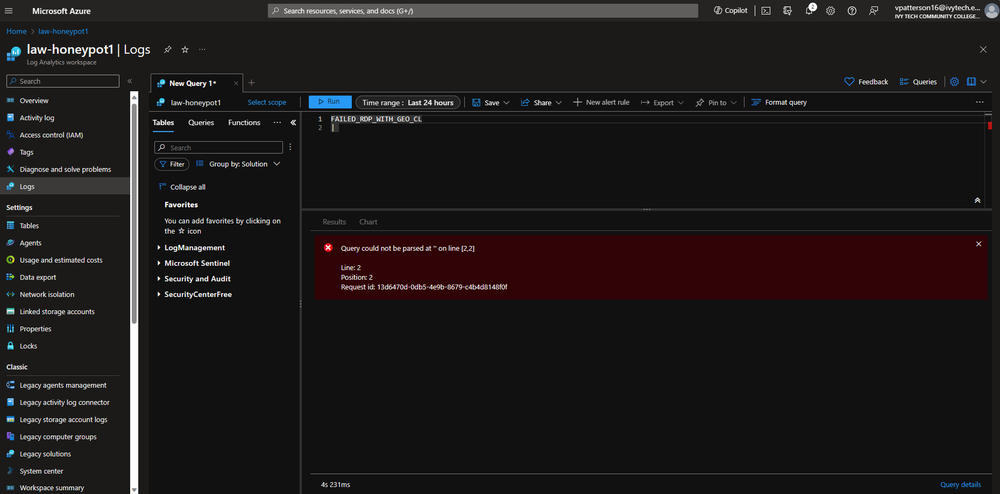 Microsoft Azure
Search resources, services, and docs (G+/)
Copilot
2
vpatterson16@ivytech.e...
IVY TECH COMMUNITY COLLEGE...
Home > law-honeypot1
law-honeypot1 | Logs
Log Analytics workspace
Search
Overview
Activity log
Access control (IAM)
Tags
Diagnose and solve problems
Logs
Settings
Tables
Agents
Usage and estimated costs
Data export
Network isolation
Linked storage accounts
Properties
Locks
Classic
Legacy agents management
Legacy activity log connector
Legacy storage account logs
Legacy computer groups
Legacy solutions
System center
Workspace summary
New Query 1*
Feedback
Queries
law-honeypot1
Select scope
Run
Time range : Last 24 hours
Save
Share
New alert rule
Export
Pin to
Format query
Tables
Queries
Functions
Search
Filter
Group by: Solution
Collapse all
Favorites
You can add favorites by clicking on
the ☆ icon
LogManagement
Microsoft Sentinel
Security and Audit
SecurityCenterFree
1 FAILED_RDP_WITH_GEO_CL
2 |
Results
Chart
Query could not be parsed at '' on line [2,2]
Line: 2
Position: 2
Request id: 13d6470d-0db5-4e9b-8679-c4b4d8148f0f
4s 231ms
Query details